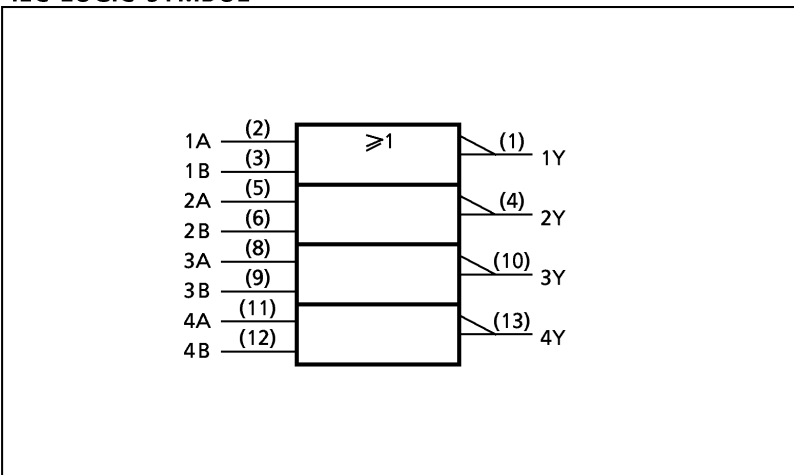 IEC LOGIC SYMBOL
⩾1
1A (2) (1) 1Y
1B (3)
2A (5) (4) 2Y
2B (6)
3A (8) (10) 3Y
3B (9)
4A (11) (13) 4Y
4B (12)